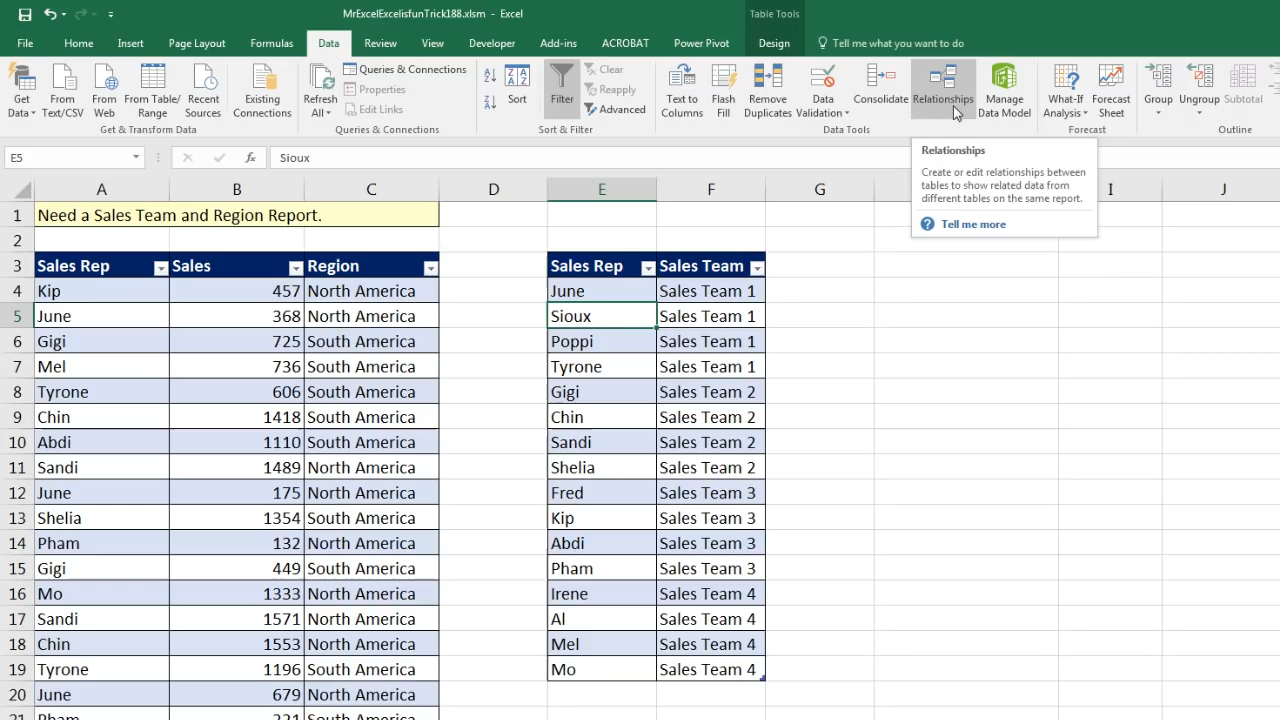 MrExcelExcelisfunTrick188.xlsm - Excel
Table Tools
File Home Insert Page Layout Formulas Data Review View Developer Add-ins ACROBAT Power Pivot Design Tell me what you want to do
Get Data
From Text/CSV
From Web
From Table/ Range
Recent Sources
Existing Connections
Get & Transform Data
Refresh All
Queries & Connections
Properties
Edit Links
Queries & Connections
Sort
Filter
Clear
Reapply
Advanced
Sort & Filter
Text to Columns
Flash Fill
Remove Duplicates
Data Validation
Consolidate
Relationships
Manage Data Model
Data Tools
What-If Analysis
Forecast Sheet
Forecast
Group
Ungroup
Subtotal
Outline
E5 fx Sioux
Relationships
Create or edit relationships between
tables to show related data from
different tables on the same report.
? Tell me more
A B C D E F G I J
1 Need a Sales Team and Region Report.
2
3 Sales Rep Sales Region Sales Rep Sales Team
4 Kip 457 North America June Sales Team 1
5 June 368 North America Sioux Sales Team 1
6 Gigi 725 South America Poppi Sales Team 1
7 Mel 736 South America Tyrone Sales Team 1
8 Tyrone 606 South America Gigi Sales Team 2
9 Chin 1418 South America Chin Sales Team 2
10 Abdi 1110 South America Sandi Sales Team 2
11 Sandi 1489 North America Shelia Sales Team 2
12 June 175 North America Fred Sales Team 3
13 Shelia 1354 South America Kip Sales Team 3
14 Pham 132 North America Abdi Sales Team 3
15 Gigi 449 South America Pham Sales Team 3
16 Mo 1333 North America Irene Sales Team 4
17 Sandi 1571 North America Al Sales Team 4
18 Chin 1553 North America Mel Sales Team 4
19 Tyrone 1196 South America Mo Sales Team 4
20 June 679 North America